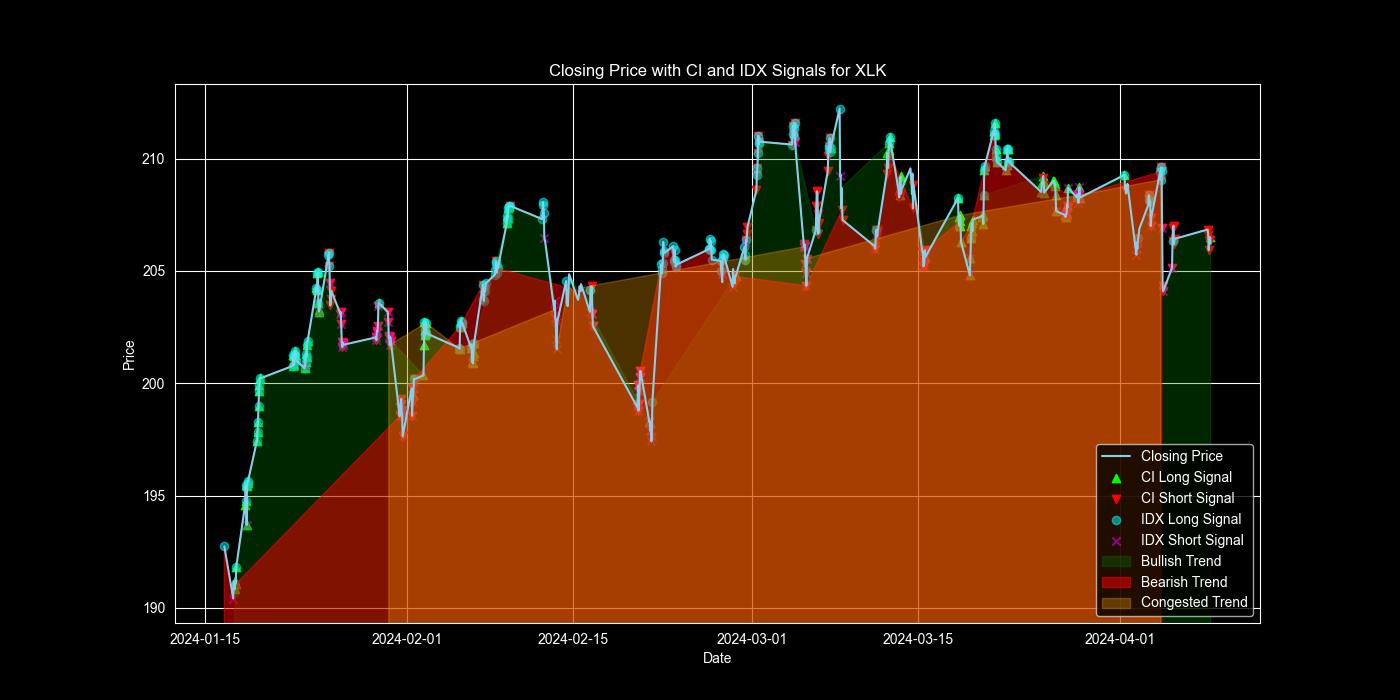 Closing Price with CI and IDX Signals for XLK
Price
210
205
200
195
190
2024-01-15
2024-02-01
2024-02-15
2024-03-01
2024-03-15
2024-04-01
Date
Closing Price
CI Long Signal
CI Short Signal
IDX Long Signal
IDX Short Signal
Bullish Trend
Bearish Trend
Congested Trend